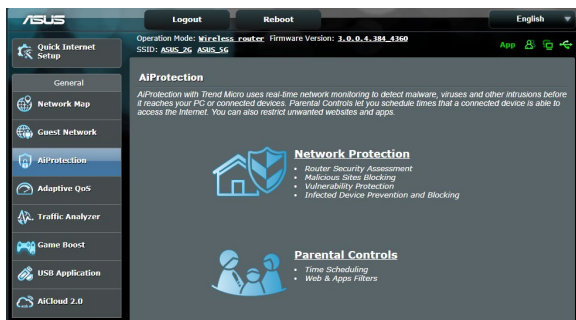 ASUS
Logout
Reboot
English
Quick Internet
Setup
Operation Mode: Wireless router Firmware Version: 3.0.0.4.384_4360
SSID: ASUS_2G ASUS_5G
App
General
Network Map
Guest Network
AiProtection
Adaptive QoS
Traffic Analyzer
Game Boost
USB Application
AiCloud 2.0
AiProtection
AiProtection with Trend Micro uses real-time network monitoring to detect malware, viruses and other intrusions before
it reaches your PC or connected devices. Parental Controls let you schedule times that a connected device is able to
access the Internet. You can also restrict unwanted websites and apps.
Network Protection
• Router Security Assessment
• Malicious Sites Blocking
• Vulnerability Protection
• Infected Device Prevention and Blocking
Parental Controls
• Time Scheduling
• Web & Apps Filters